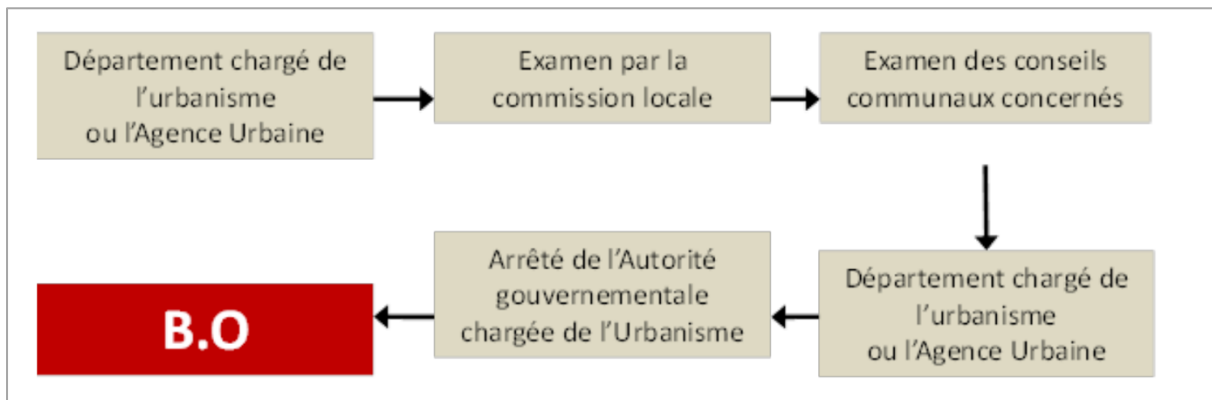 Département chargé de
l'urbanisme
ou l'Agence Urbaine
Examen par la
commission locale
Examen des conseils
communaux concernés
Département chargé de
l'urbanisme
ou l'Agence Urbaine
Arrêté de l'Autorité
gouvernementale
chargée de l'Urbanisme
B.O